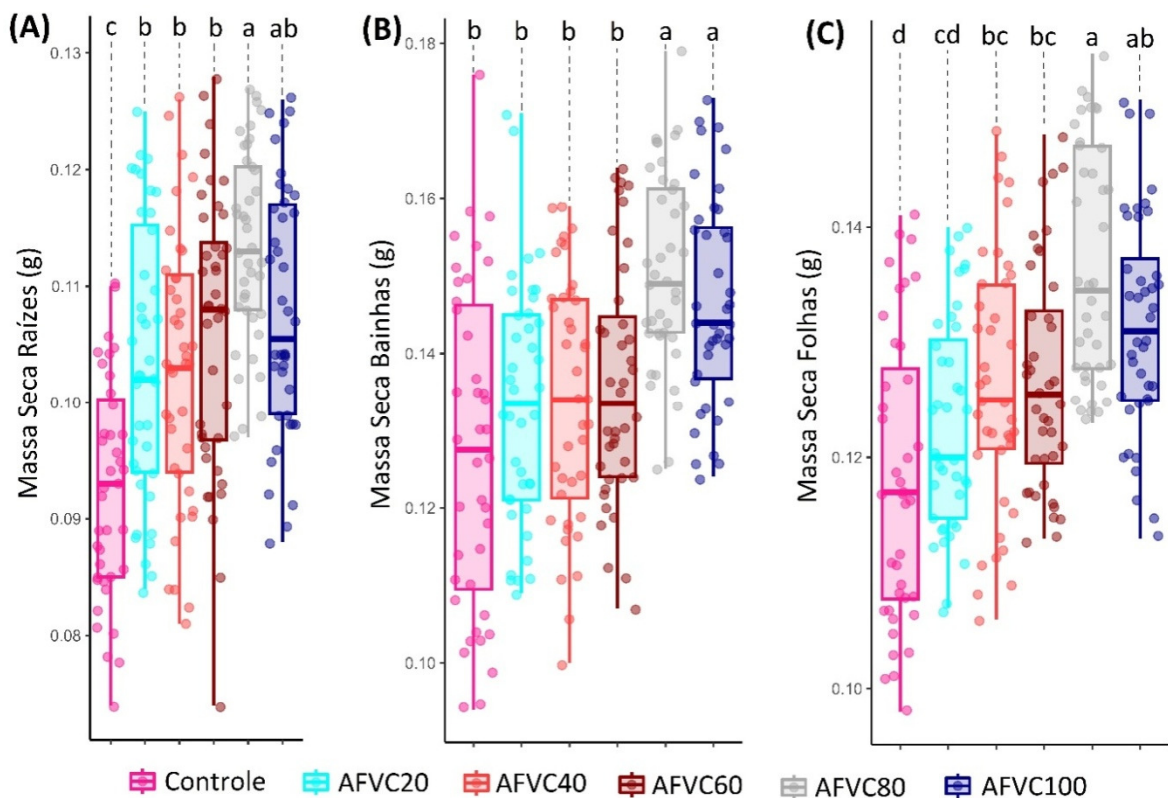 (A)
c b b b a ab
Massa Seca Raízes (g)
0.13
0.12
0.11
0.10
0.09
0.08
(B)
b b b b a a
Massa Seca Bainhas (g)
0.18
0.16
0.14
0.12
0.10
(C)
d cd bc bc a ab
Massa Seca Folhas (g)
0.14
0.12
0.10
Controle AFVC20 AFVC40 AFVC60 AFVC80 AFVC100